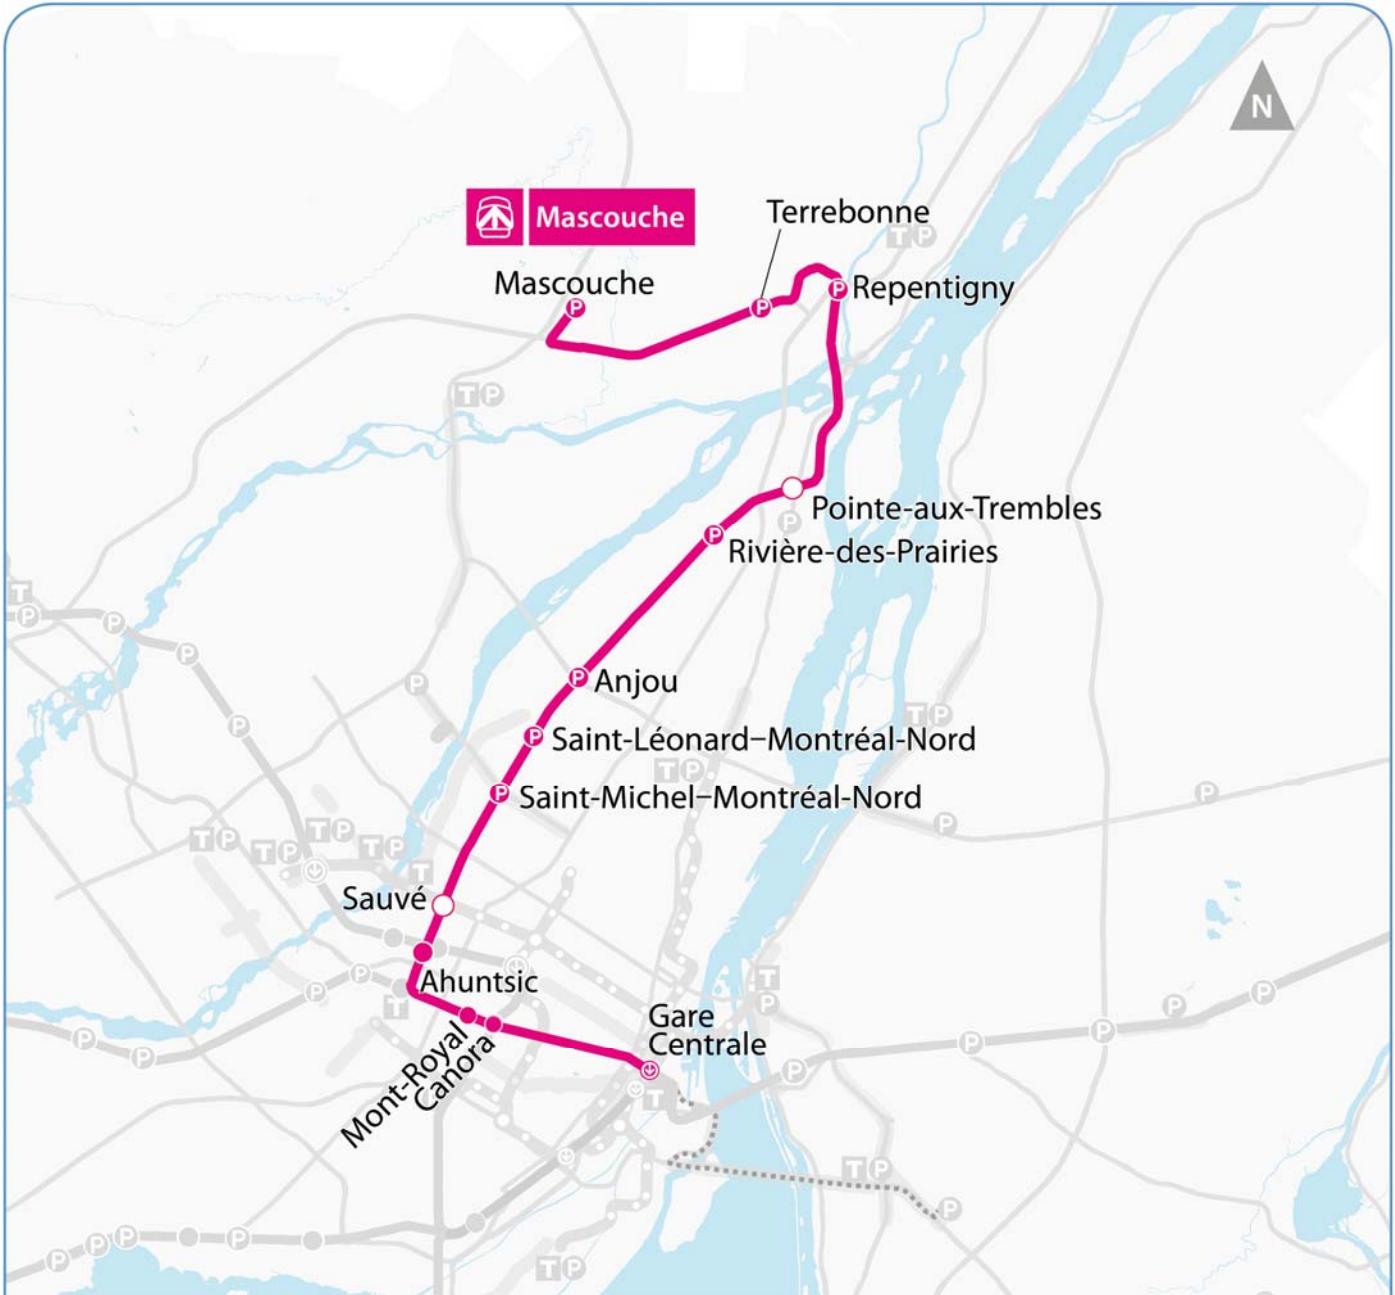 N
Mascouche
Terrebonne
Mascouche
Repentigny
Pointe-aux-Trembles
Rivière-des-Prairies
Anjou
Saint-Léonard–Montréal-Nord
Saint-Michel–Montréal-Nord
Sauvé
Ahuntsic
Gare
Centrale
Mont-Royal
Canora